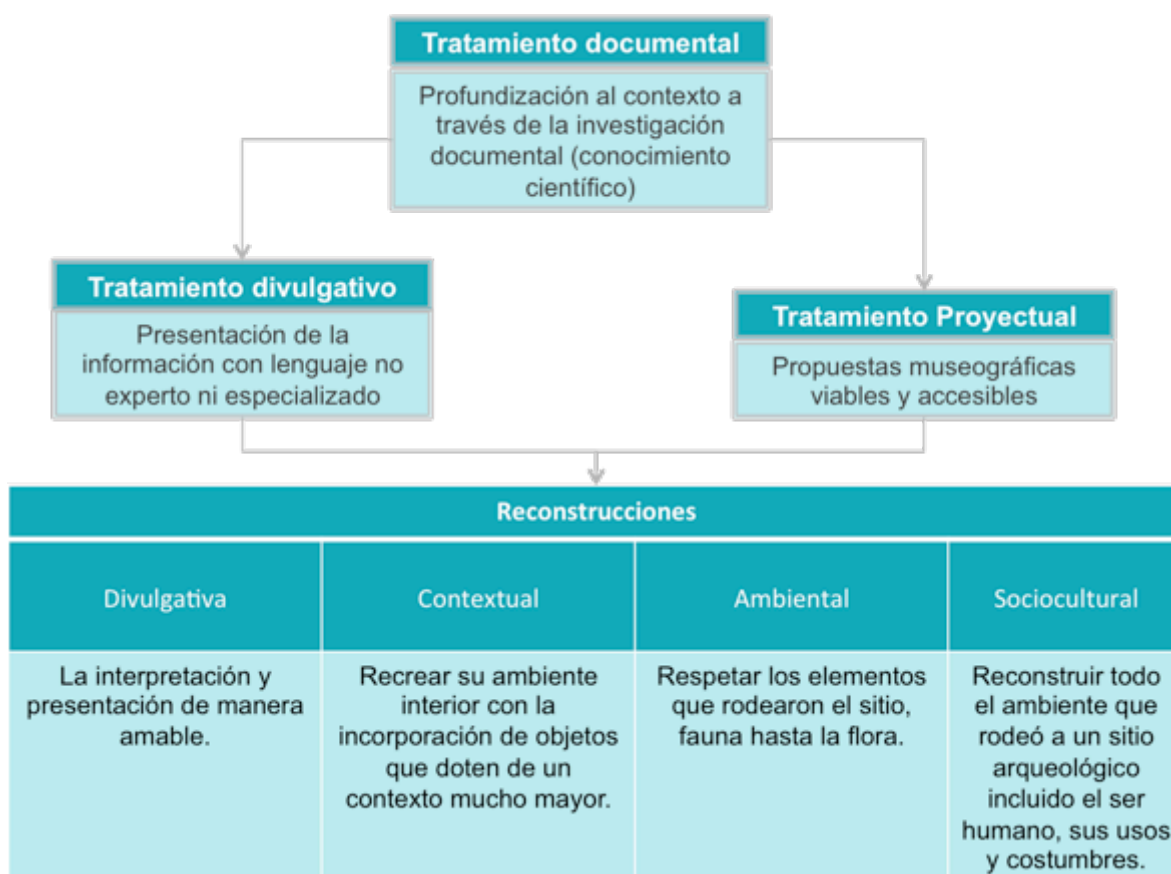 Tratamiento documental
Profundización al contexto a
través de la investigación
documental (conocimiento
científico)
Tratamiento divulgativo
Presentación de la
información con lenguaje no
experto ni especializado
Tratamiento Proyectual
Propuestas museográficas
viables y accesibles
Reconstrucciones
Divulgativa
Contextual
Ambiental
Sociocultural
La interpretación y
presentación de manera
amable.
Recrear su ambiente
interior con la
incorporación de objetos
que doten de un
contexto mucho mayor.
Respetar los elementos
que rodearon el sitio,
fauna hasta la flora.
Reconstruir todo
el ambiente que
rodeó a un sitio
arqueológico
incluido el ser
humano, sus usos
y costumbres.